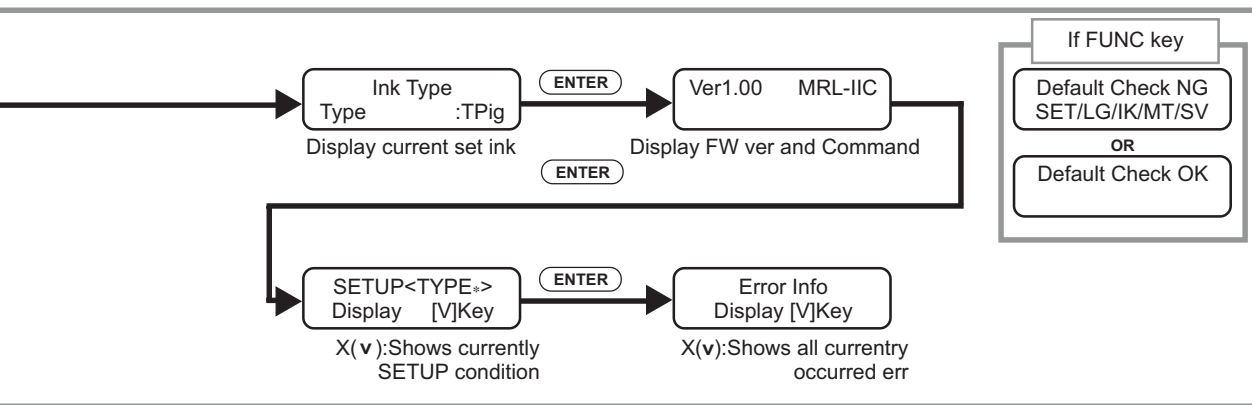 If FUNC key
Ink Type
Type :TPig
ENTER
Ver1.00 MRL-IIC
Default Check NG
SET/LG/IK/MT/SV
OR
Default Check OK
Display current set ink
Display FW ver and Command
ENTER
SETUP<TYPE*>
Display [V]Key
ENTER
Error Info
Display [V]Key
X(v):Shows currently
SETUP condition
X(v):Shows all currentry
occurred err